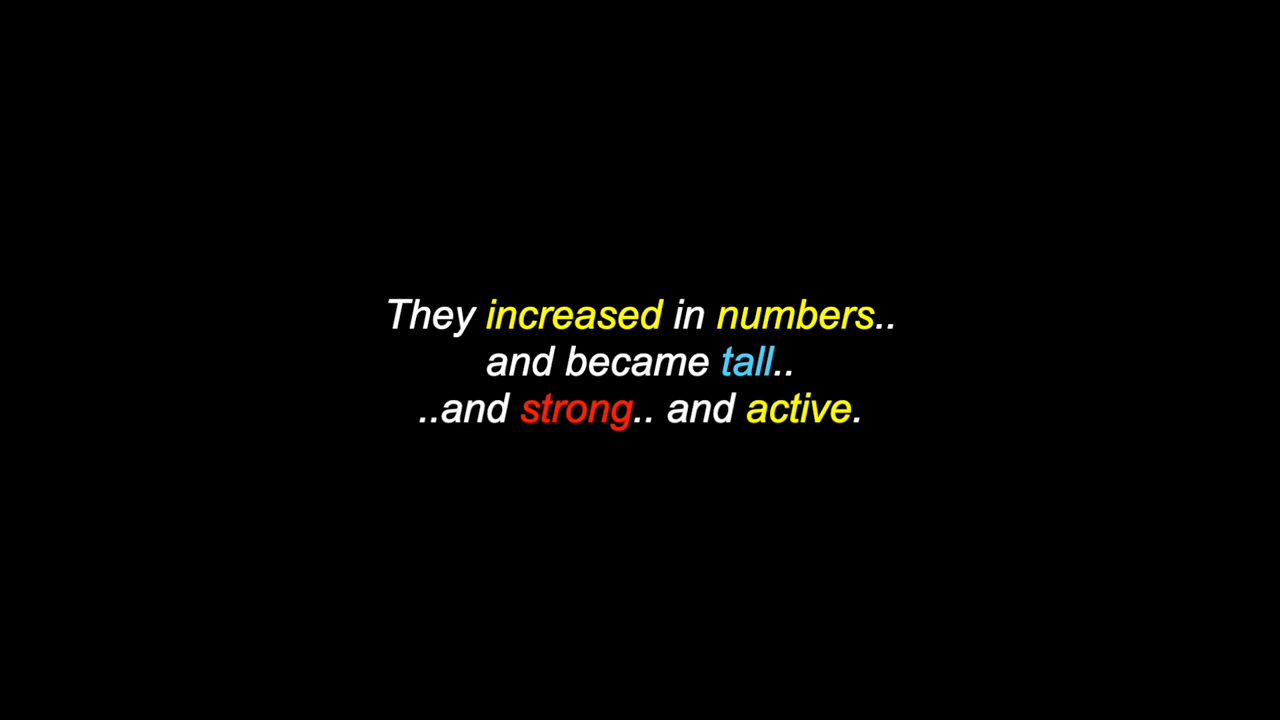 They increased in numbers..
and became tall..
..and strong.. and active.